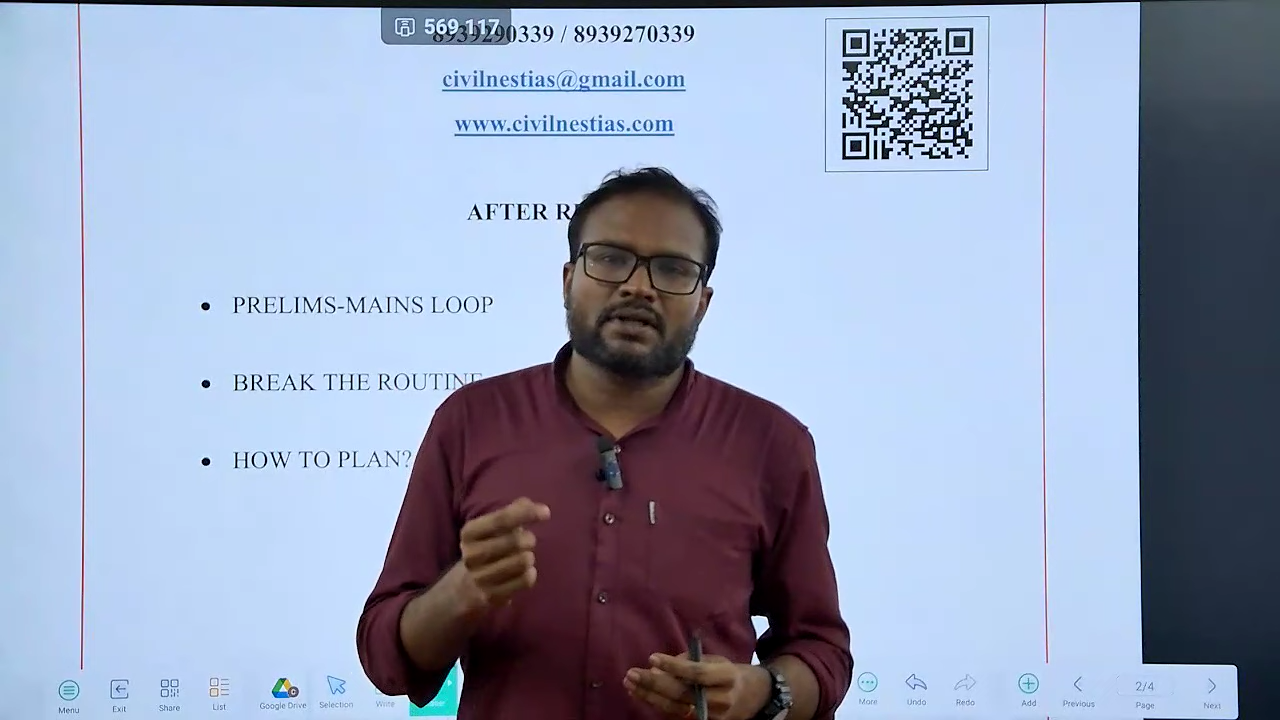 569 117
8939290339 / 8939270339
civilnestias@gmail.com
www.civilnestias.com
AFTER
PRELIMS-MAINS LOOP
BREAK THE ROUTINE
HOW TO PLAN?
Menu
Exit
Share
List
Google Drive
Selection
Write
More
Undo
Redo
Add
Previous
2/4
Page
Next